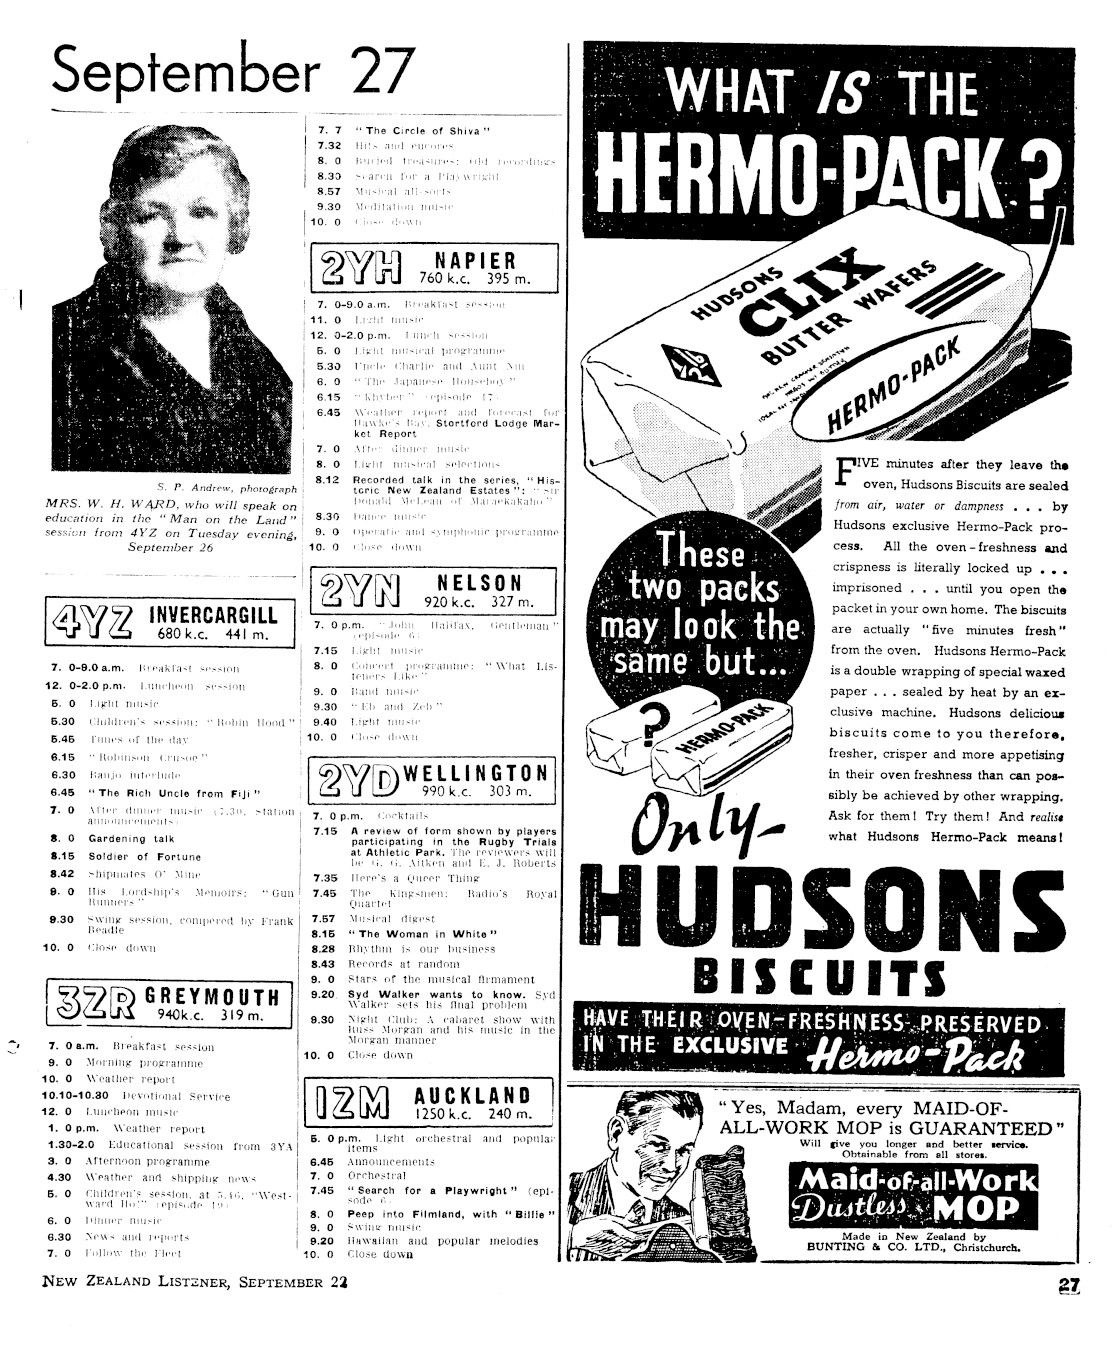 September 27
S. P. Andrew, photograph
MRS. W. H. WARD, who will speak on
education in the "Man on the Land"
session from 4YZ on Tuesday evening,
September 26
4YZ INVERCARGILL
680 k.c. 441 m.
7. 0-9.0 a.m. Breakfast session
12. 0-2.0 p.m. Luncheon session
5. 0 Light music
5.30 Children's session: "Robin Hood"
5.45 Tunes of the day
6.15 "Robinson Crusoe"
6.30 Banjo interlude
6.45 "The Rich Uncle from Fiji"
7. 0 After dinner music (7.30, station
announcements)
8. 0 Gardening talk
8.15 Soldier of Fortune
8.42 Shipmates O' Mine
9. 0 His Lordship's Memoirs: "Gun
Runners"
9.30 Swing session, compered by Frank
Beadle
10. 0 Close down
3ZR GREYMOUTH
940k.c. 319 m.
7. 0 a.m. Breakfast session
9. 0 Morning programme
10. 0 Weather report
10.10-10.30 Devotional Service
12. 0 Luncheon music
1. 0 p.m. Weather report
1.30-2.0 Educational session from 3YA
3. 0 Afternoon programme
4.30 Weather and shipping news
5. 0 Children's session, at 5.46, "West-
ward Ho!" (episode 19)
6. 0 Dinner music
6.30 News and reports
7. 0 Follow the Fleet
7. 7 "The Circle of Shiva"
7.32 Hits and encores
8. 0 Buried treasures: Old recordings
8.30 Search for a Playwright
8.57 Musical all-sorts
9.30 Meditation music
10. 0 Close down
2YH NAPIER
760 k.c. 395 m.
7. 0-9.0 a.m. Breakfast session
11. 0 Light music
12. 0-2.0 p.m. Lunch session
5. 0 Light musical programme
5.30 Uncle Charlie and Aunt Nin
6. 0 "The Japanese Houseboy"
6.15 "Khyber" (episode 17)
6.45 Weather report and forecast for
Hawke's Bay. Stortford Lodge Mar-
ket Report
7. 0 After dinner music
8. 0 Light musical selections
8.12 Recorded talk in the series, "His-
toric New Zealand Estates": "Sir
Donald McLean of Maraekakaho"
8.30 Dance music
9. 0 Operatic and symphonic programme
10. 0 Close down
2YN NELSON
920 k.c. 327 m.
7. 0 p.m. "John Halifax, Gentleman"
(episode 6)
7.15 Light music
8. 0 Concert programme: "What Lis-
teners Like"
9. 0 Band music
9.30 "Eb and Zeb"
9.40 Light music
10. 0 Close down
2YD WELLINGTON
990 k.c. 303 m.
7. 0 p.m. Cocktails
7.15 A review of form shown by players
participating in the Rugby Trials
at Athletic Park. The reviewers will
be G. G. Aitken and E. J. Roberts
7.35 Here's a Queer Thing
7.45 The Kingsmen: Radio's Royal
Quartet
7.57 Musical digest
8.15 "The Woman in White"
8.28 Rhythm is our business
8.43 Records at random
9. 0 Stars of the musical firmament
9.20 Syd Walker wants to know. Syd
Walker sets his final problem
9.30 Night Club: A cabaret show with
Russ Morgan and his music in the
Morgan manner
10. 0 Close down
1ZM AUCKLAND
1250 k.c. 240 m.
5. 0 p.m. Light orchestral and popular
items
6.45 Announcements
7. 0 Orchestral
7.45 "Search for a Playwright" (epi-
sode 6)
8. 0 Peep into Filmland, with "Billie"
9. 0 Swing music
9.20 Hawaiian and popular melodies
10. 0 Close down
WHAT IS THE
HERMO-PACK?
HUDSONS
CLIX
BUTTER WAFERS
HERMO-PACK
These
two packs
may look the
same but...
?
HERMO-PACK
FIVE minutes after they leave the
oven, Hudsons Biscuits are sealed
from air, water or dampness . . . by
Hudsons exclusive Hermo-Pack pro-
cess. All the oven-freshness and
crispness is literally locked up . . .
imprisoned . . . until you open the
packet in your own home. The biscuits
are actually "five minutes fresh"
from the oven. Hudsons Hermo-Pack
is a double wrapping of special waxed
paper . . . sealed by heat by an ex-
clusive machine. Hudsons delicious
biscuits come to you therefore,
fresher, crisper and more appetising
in their oven freshness than can pos-
sibly be achieved by other wrapping.
Ask for them! Try them! And realise
what Hudsons Hermo-Pack means!
Only
HUDSONS
BISCUITS
HAVE THEIR OVEN-FRESHNESS PRESERVED
IN THE EXCLUSIVE Hermo-Pack
"Yes, Madam, every MAID-OF-
ALL-WORK MOP is GUARANTEED"
Will give you longer and better service.
Obtainable from all stores.
Maid-of-all-Work
Dustless MOP
Made in New Zealand by
BUNTING & CO. LTD., Christchurch.
NEW ZEALAND LISTENER, SEPTEMBER 22
27